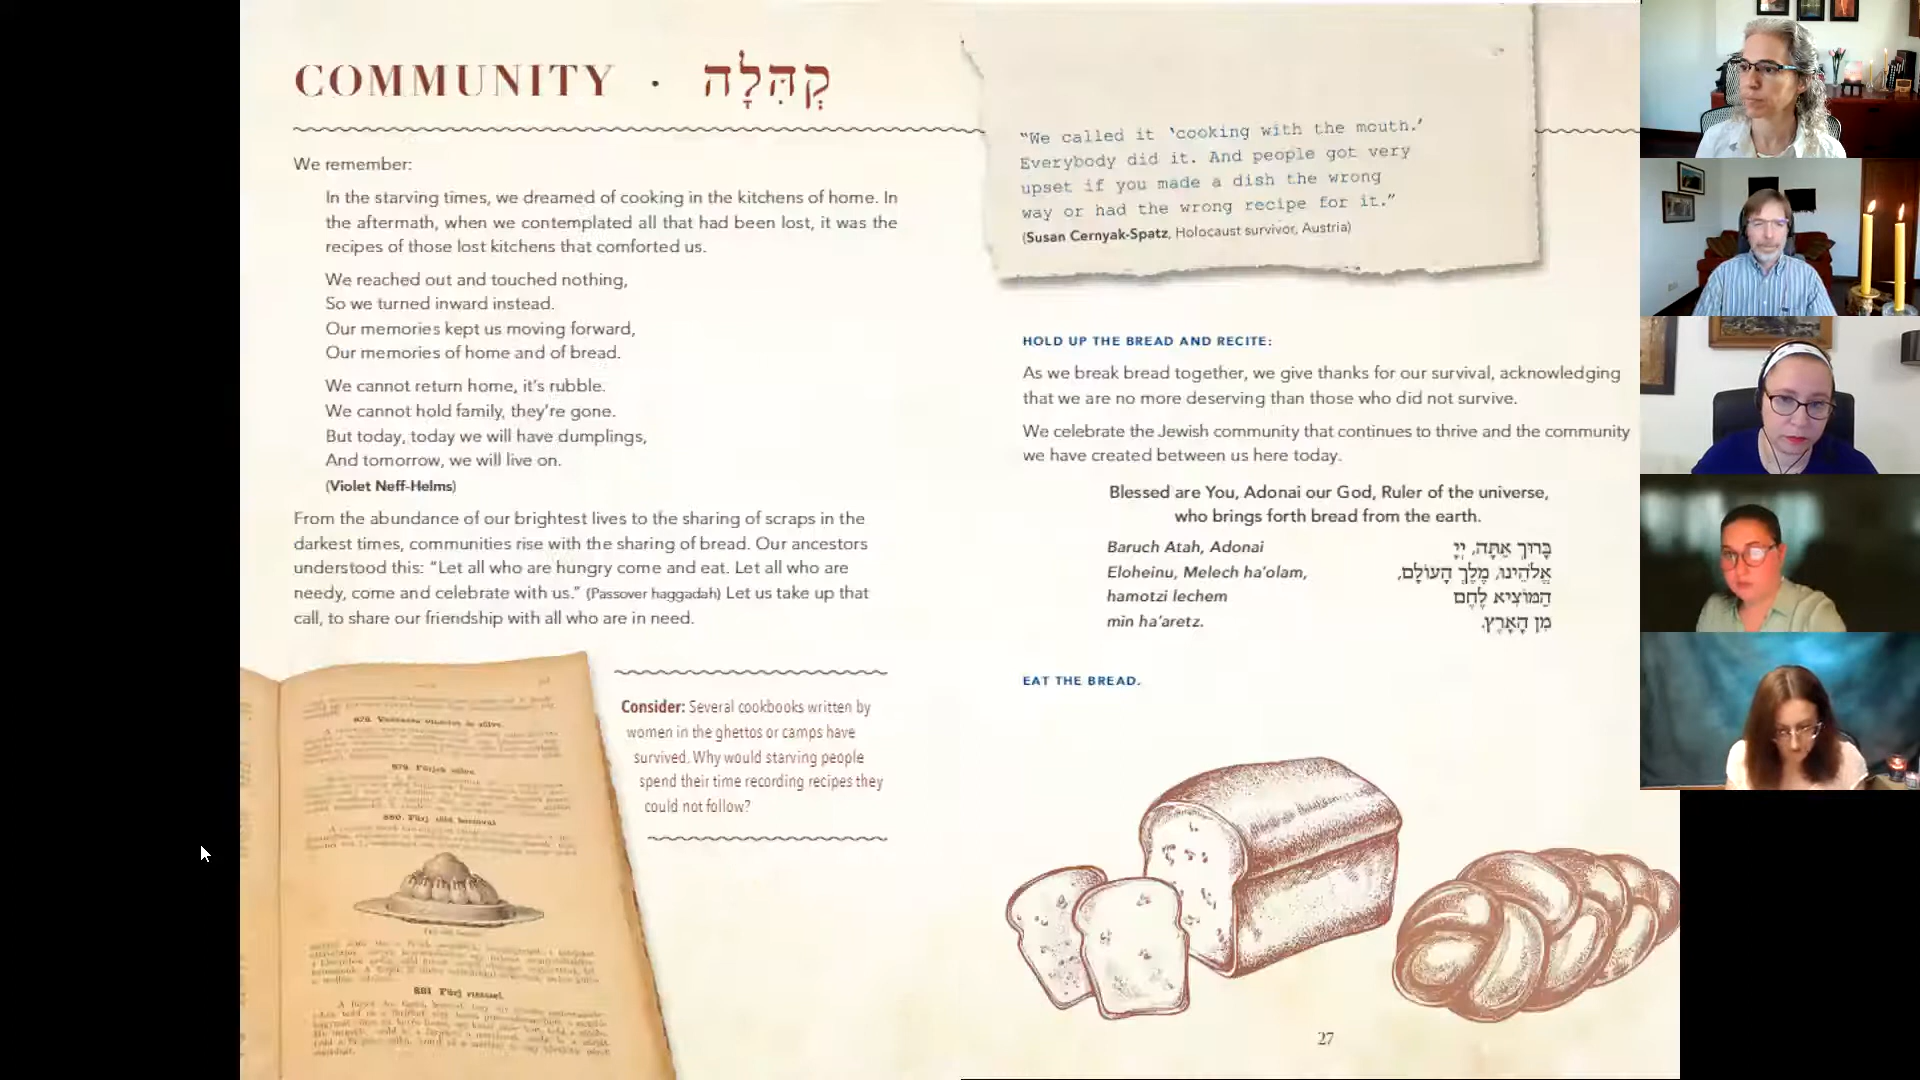 COMMUNITY · קְהִלָּה
We remember:
In the starving times, we dreamed of cooking in the kitchens of home. In
the aftermath, when we contemplated all that had been lost, it was the
recipes of those lost kitchens that comforted us.
We reached out and touched nothing,
So we turned inward instead.
Our memories kept us moving forward,
Our memories of home and of bread.
We cannot return home, it's rubble.
We cannot hold family, they're gone.
But today, today we will have dumplings,
And tomorrow, we will live on.
(Violet Neff-Helms)
From the abundance of our brightest lives to the sharing of scraps in the
darkest times, communities rise with the sharing of bread. Our ancestors
understood this: “Let all who are hungry come and eat. Let all who are
needy, come and celebrate with us.” (Passover haggadah) Let us take up that
call, to share our friendship with all who are in need.
879. Fürjek
880. Fürj
881 Fürj
Consider: Several cookbooks written by
women in the ghettos or camps have
survived. Why would starving people
spend their time recording recipes they
could not follow?
“We called it ‘cooking with the mouth.’
Everybody did it. And people got very
upset if you made a dish the wrong
way or had the wrong recipe for it.”
(Susan Cernyak-Spatz, Holocaust survivor, Austria)
HOLD UP THE BREAD AND RECITE:
As we break bread together, we give thanks for our survival, acknowledging
that we are no more deserving than those who did not survive.
We celebrate the Jewish community that continues to thrive and the community
we have created between us here today.
Blessed are You, Adonai our God, Ruler of the universe,
who brings forth bread from the earth.
Baruch Atah, Adonai
Eloheinu, Melech ha'olam,
hamotzi lechem
min ha'aretz.
בָּרוּךְ אַתָּה, יְיָ
אֱלֹהֵינוּ, מֶלֶךְ הָעוֹלָם,
הַמּוֹצִיא לֶחֶם
מִן הָאָרֶץ.
EAT THE BREAD.
27